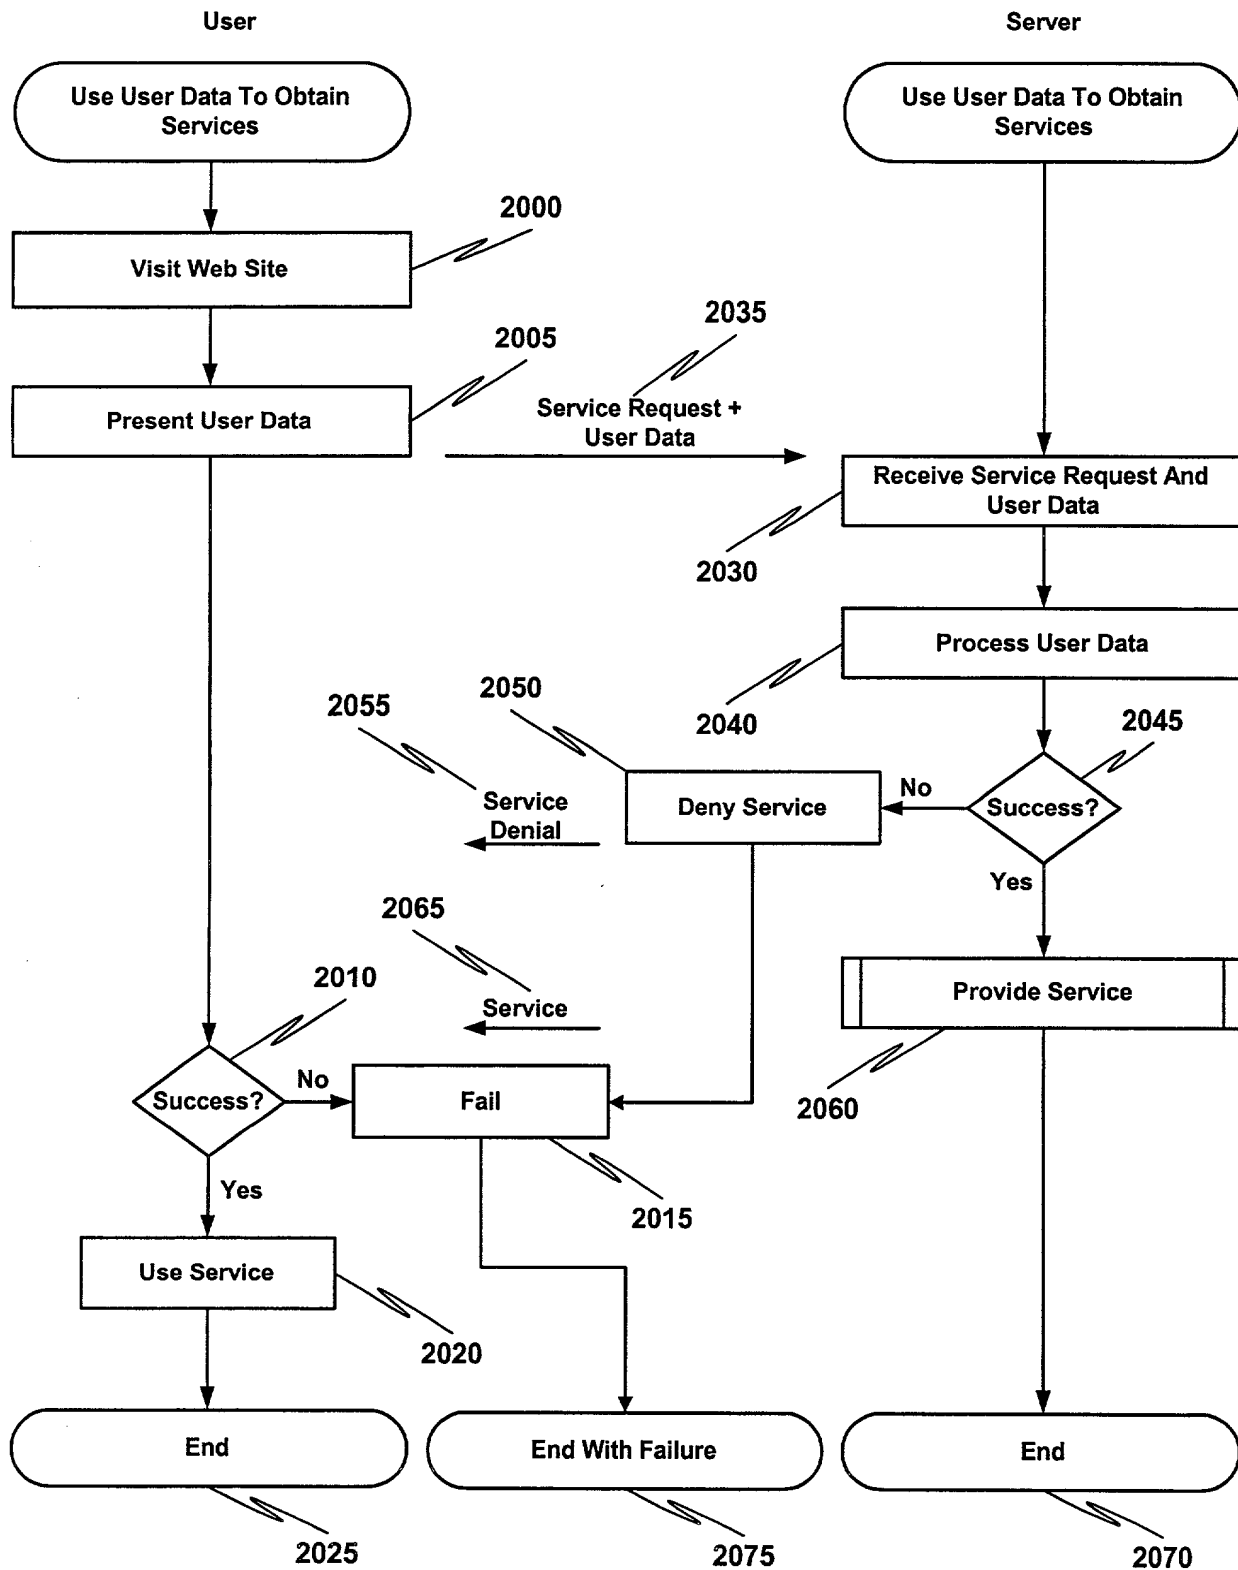 User
Server
Use User Data To Obtain
Services
Use User Data To Obtain
Services
2000
Visit Web Site
2035
2005
Present User Data
Service Request +
User Data
Receive Service Request And
User Data
2030
Process User Data
2050
2055
2040
2045
Service
Denial
Deny Service
No
Success?
Yes
2065
2010
Service
Provide Service
Success?
No
Fail
2060
Yes
2015
Use Service
2020
End
End With Failure
End
2025
2075
2070